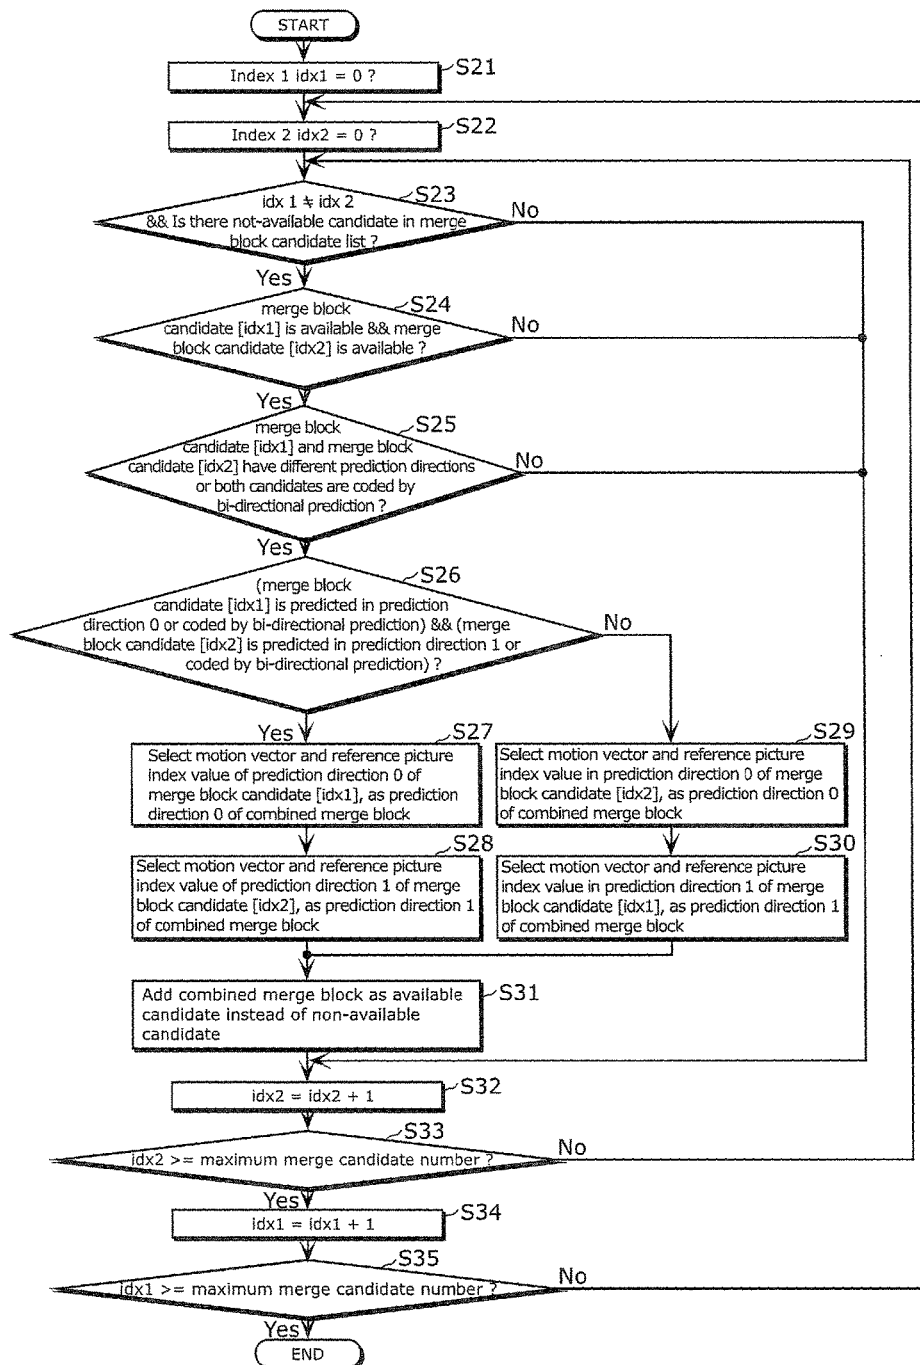 START
S21
Index 1 idx1 = 0 ?
S22
Index 2 idx2 = 0 ?
S23
idx 1 ≒ idx 2
&& Is there not-available candidate in merge
block candidate list ?
No
Yes
S24
merge block
candidate [idx1] is available && merge
block candidate [idx2] is available ?
No
Yes
S25
merge block
candidate [idx1] and merge block
candidate [idx2] have different prediction directions
or both candidates are coded by
bi-directional prediction ?
No
Yes
S26
(merge block
candidate [idx1] is predicted in prediction
direction 0 or coded by bi-directional prediction) && (merge
block candidate [idx2] is predicted in prediction direction 1 or
coded by bi-directional prediction) ?
No
Yes
S27
Select motion vector and reference picture
index value of prediction direction 0 of
merge block candidate [idx1], as prediction
direction 0 of combined merge block
S29
Select motion vector and reference picture
index value in prediction direction 0 of merge
block candidate [idx2], as prediction direction 0
of combined merge block
S28
Select motion vector and reference picture
index value of prediction direction 1 of merge
block candidate [idx2], as prediction direction 1
of combined merge block
S30
Select motion vector and reference picture
index value in prediction direction 1 of merge
block candidate [idx1], as prediction direction 1
of combined merge block
S31
Add combined merge block as available
candidate instead of non-available
candidate
S32
idx2 = idx2 + 1
S33
idx2 >= maximum merge candidate number ?
No
Yes
S34
idx1 = idx1 + 1
S35
idx1 >= maximum merge candidate number ?
No
Yes
END